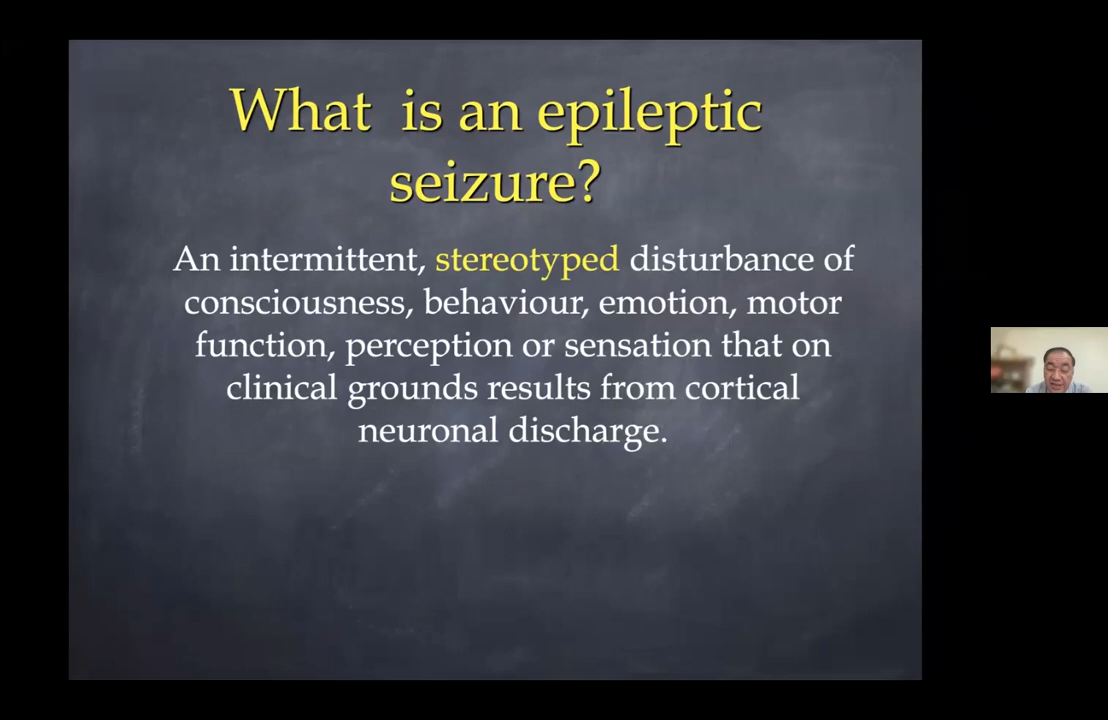 What  is an epileptic
seizure?
An intermittent, stereotyped disturbance of
consciousness, behaviour, emotion, motor
function, perception or sensation that on
clinical grounds results from cortical
neuronal discharge.